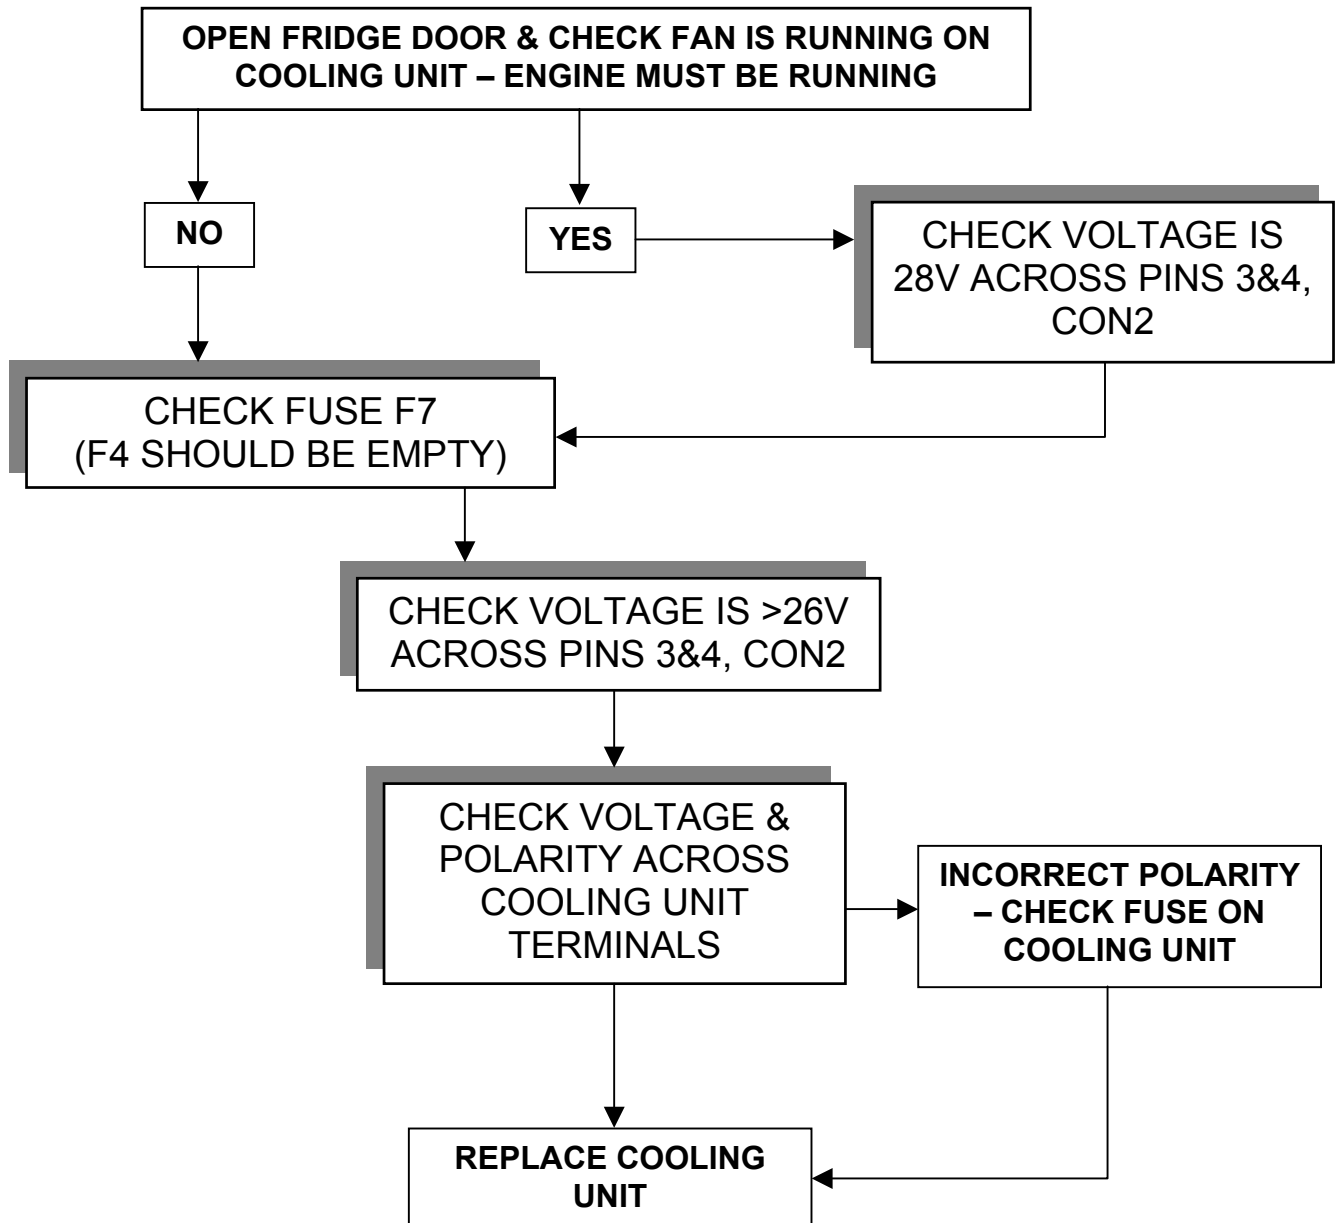 OPEN FRIDGE DOOR & CHECK FAN IS RUNNING ON
COOLING UNIT – ENGINE MUST BE RUNNING
NO
YES
CHECK VOLTAGE IS
28V ACROSS PINS 3&4,
CON2
CHECK FUSE F7
(F4 SHOULD BE EMPTY)
CHECK VOLTAGE IS >26V
ACROSS PINS 3&4, CON2
CHECK VOLTAGE &
POLARITY ACROSS
COOLING UNIT
TERMINALS
INCORRECT POLARITY
– CHECK FUSE ON
COOLING UNIT
REPLACE COOLING
UNIT